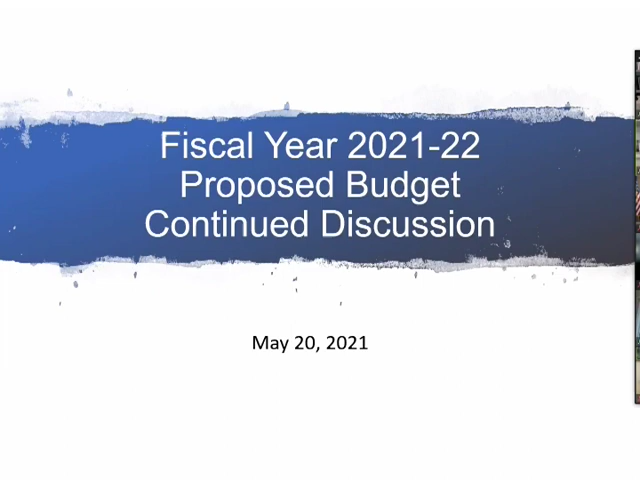 Fiscal Year 2021-22
Proposed Budget
Continued Discussion
May 20, 2021